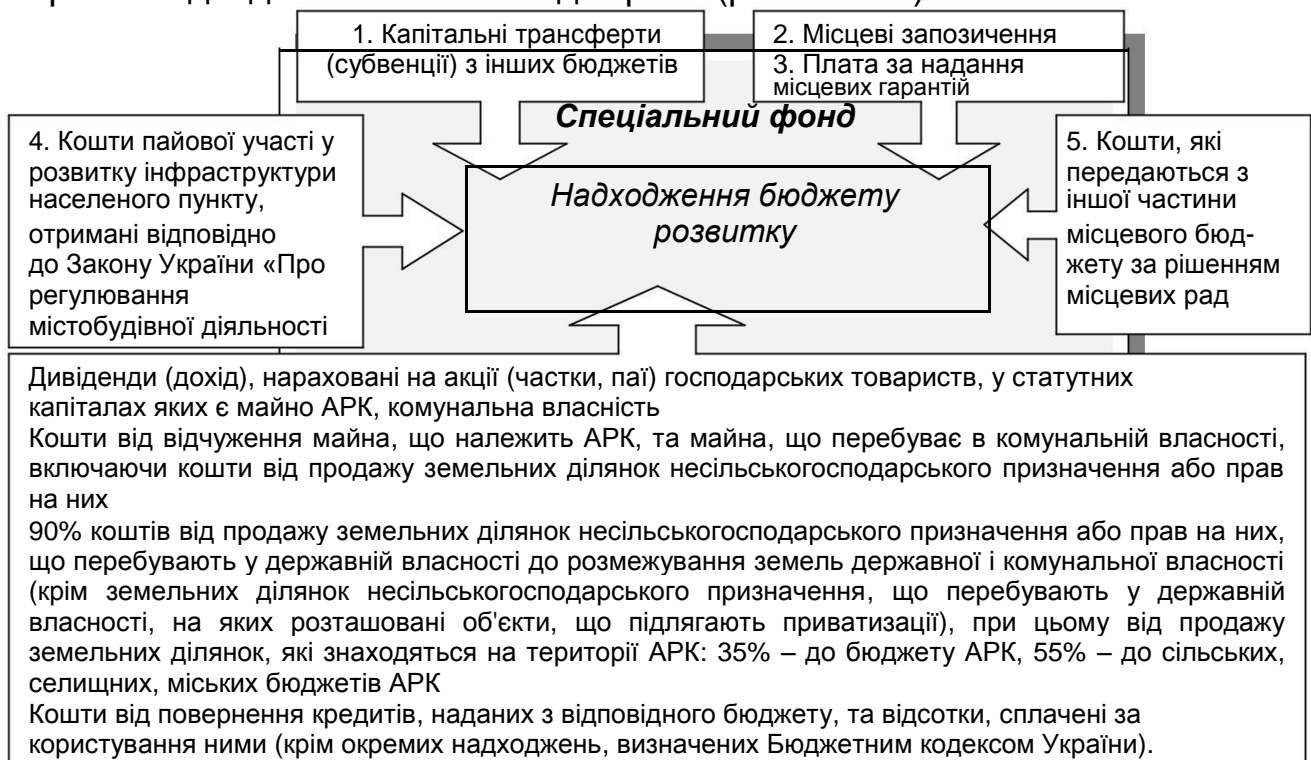 1. Капітальні трансферти
(субвенції) з інших бюджетів
2. Місцеві запозичення
3. Плата за надання
місцевих гарантій
Спеціальний фонд
4. Кошти пайової участі у
розвитку інфраструктури
населеного пункту,
отримані відповідно
до Закону України «Про
регулювання
містобудівної діяльності
Надходження бюджету
розвитку
5. Кошти, які
передаються з
іншої частини
місцевого бюд-
жету за рішенням
місцевих рад
Дивіденди (дохід), нараховані на акції (частки, паї) господарських товариств, у статутних
капіталах яких є майно АРК, комунальна власність
Кошти від відчуження майна, що належить АРК, та майна, що перебуває в комунальній власності,
включаючи кошти від продажу земельних ділянок несільськогосподарського призначення або прав
на них
90% коштів від продажу земельних ділянок несільськогосподарського призначення або прав на них,
що перебувають у державній власності до розмежування земель державної і комунальної власності
(крім земельних ділянок несільськогосподарського призначення, що перебувають у державній
власності, на яких розташовані об'єкти, що підлягають приватизації), при цьому від продажу
земельних ділянок, які знаходяться на території АРК: 35% – до бюджету АРК, 55% – до сільських,
селищних, міських бюджетів АРК
Кошти від повернення кредитів, наданих з відповідного бюджету, та відсотки, сплачені за
користування ними (крім окремих надходжень, визначених Бюджетним кодексом України).